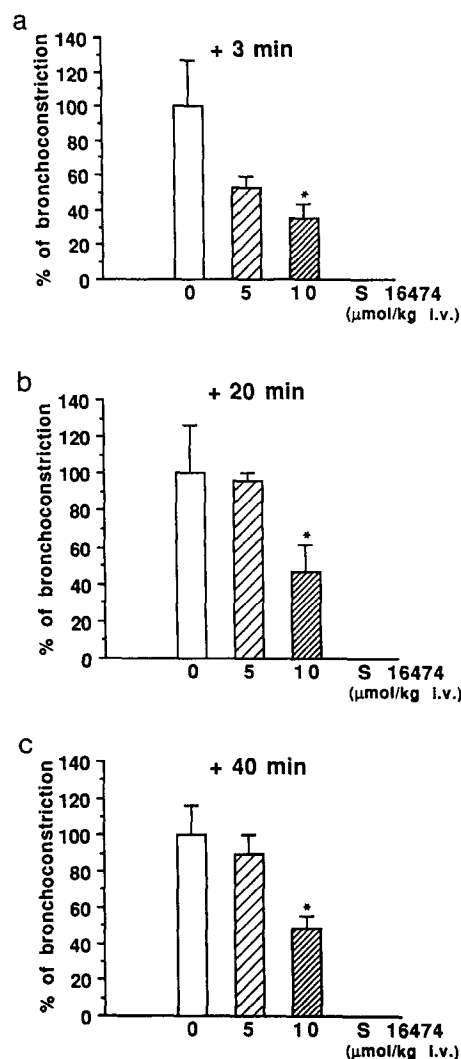 a
+ 3 min
% of bronchoconstriction
140
120
100
80
60
40
20
0
*
0 5 10 S 16474
(μmol/kg i.v.)
b
+ 20 min
% of bronchoconstriction
140
120
100
80
60
40
20
0
*
0 5 10 S 16474
(μmol/kg i.v.)
c
+ 40 min
% of bronchoconstriction
140
120
100
80
60
40
20
0
*
0 5 10 S 16474
(μmol/kg i.v.)